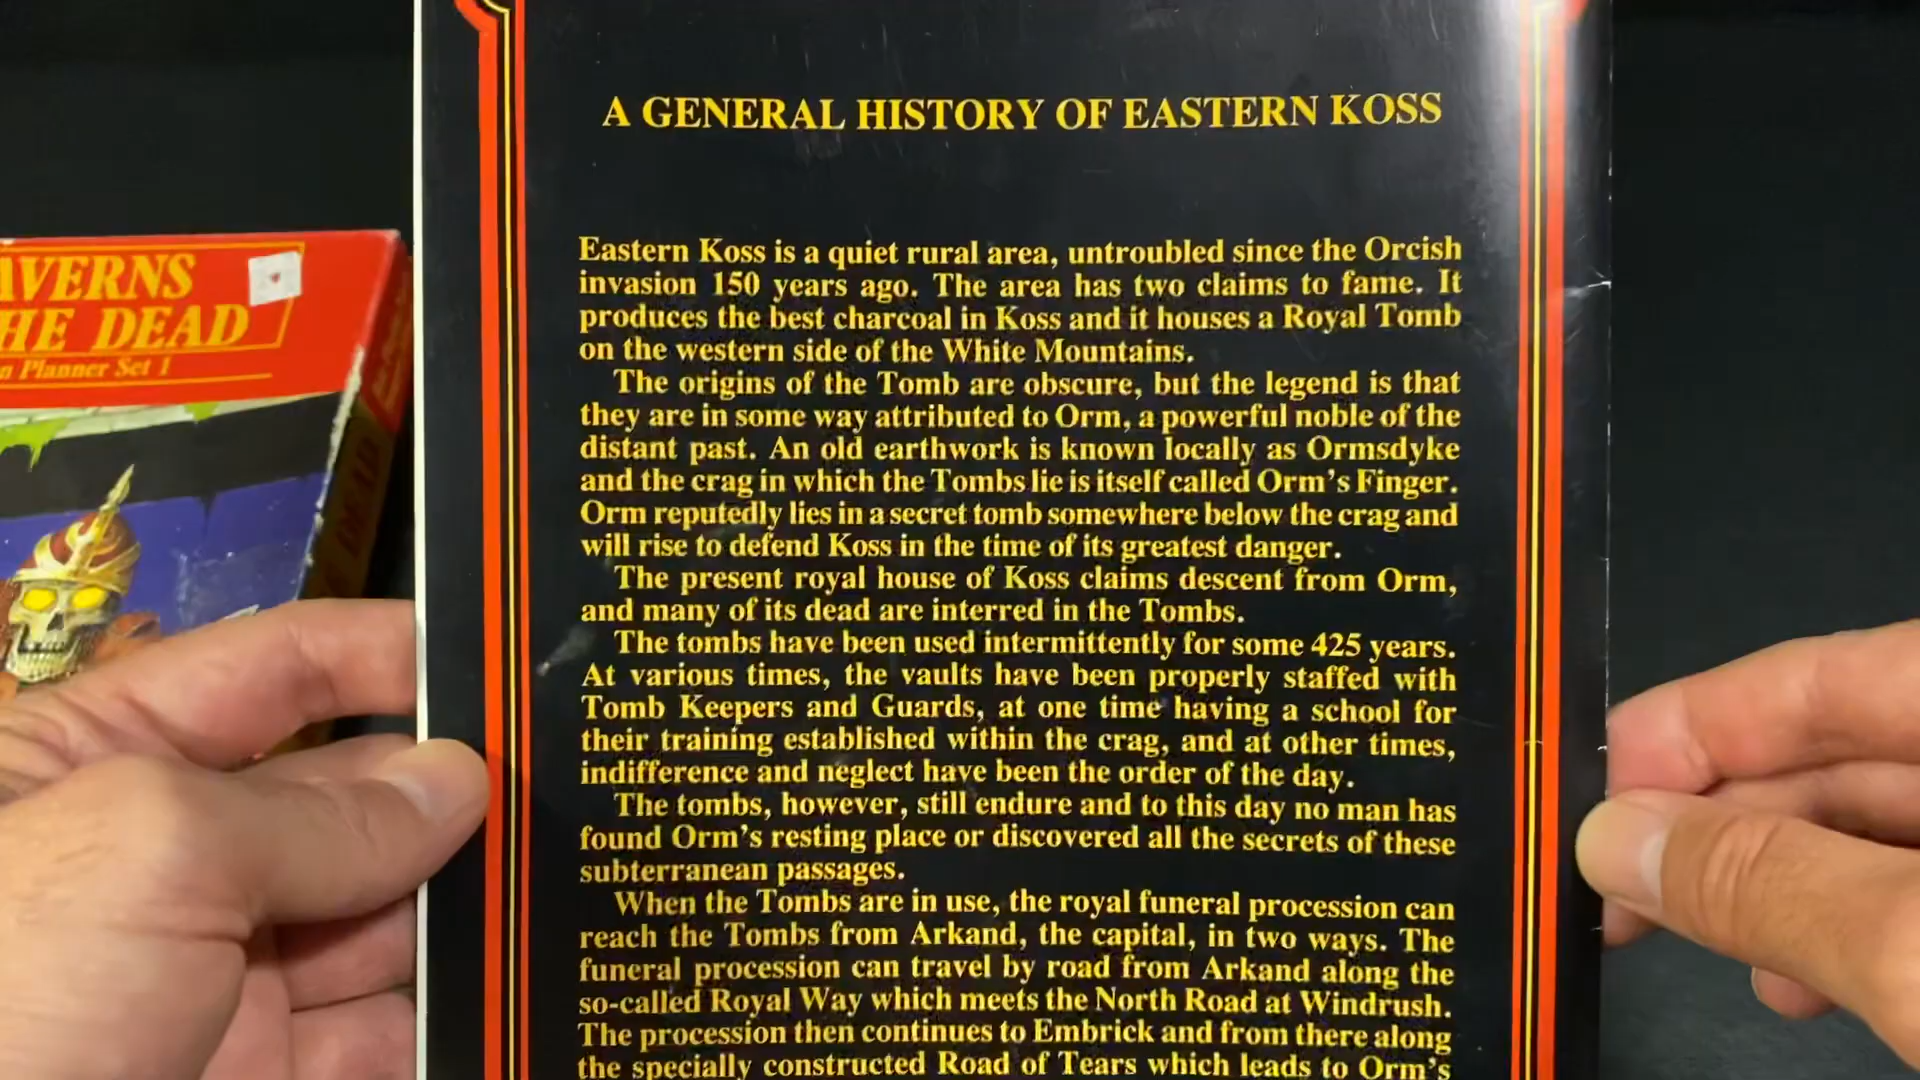 A GENERAL HISTORY OF EASTERN KOSS
Eastern Koss is a quiet rural area, untroubled since the Orcish
invasion 150 years ago. The area has two claims to fame. It
produces the best charcoal in Koss and it houses a Royal Tomb
on the western side of the White Mountains.
The origins of the Tomb are obscure, but the legend is that
they are in some way attributed to Orm, a powerful noble of the
distant past. An old earthwork is known locally as Ormsdyke
and the crag in which the Tombs lie is itself called Orm's Finger.
Orm reputedly lies in a secret tomb somewhere below the crag and
will rise to defend Koss in the time of its greatest danger.
The present royal house of Koss claims descent from Orm,
and many of its dead are interred in the Tombs.
The tombs have been used intermittently for some 425 years.
At various times, the vaults have been properly staffed with
Tomb Keepers and Guards, at one time having a school for
their training established within the crag, and at other times,
indifference and neglect have been the order of the day.
The tombs, however, still endure and to this day no man has
found Orm's resting place or discovered all the secrets of these
subterranean passages.
When the Tombs are in use, the royal funeral procession can
reach the Tombs from Arkand, the capital, in two ways. The
funeral procession can travel by road from Arkand along the
so-called Royal Way which meets the North Road at Windrush.
The procession then continues to Embrick and from there along
the specially constructed Road of Tears which leads to Orm's
AVERNS
HE DEAD
n Planner Set 1
DEAD